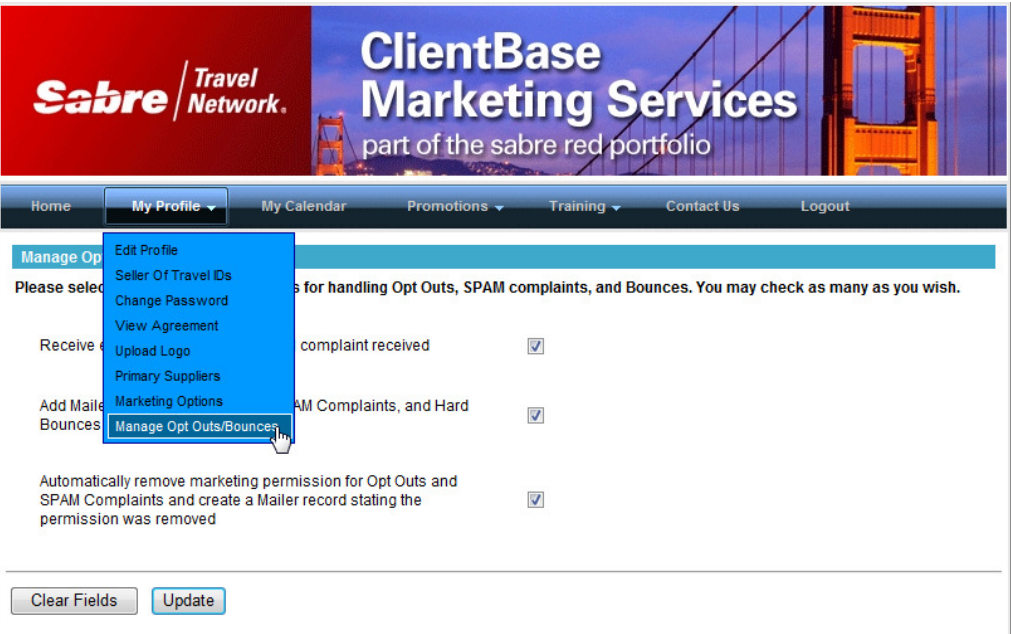 Sabre Travel Network.
ClientBase
Marketing Services
part of the sabre red portfolio
Home My Profile My Calendar Promotions Training Contact Us Logout
Manage Op
Edit Profile
Seller Of Travel IDs
Change Password
View Agreement
Upload Logo
Primary Suppliers
Marketing Options
Manage Opt Outs/Bounces
Please selec s for handling Opt Outs, SPAM complaints, and Bounces. You may check as many as you wish.
Receive e complaint received
Add Maile AM Complaints, and Hard
Bounces
Automatically remove marketing permission for Opt Outs and
SPAM Complaints and create a Mailer record stating the
permission was removed
Clear Fields Update